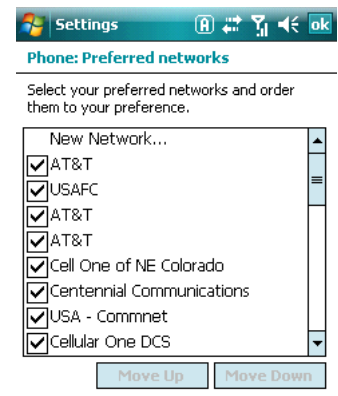 Settings
A
ok
Phone: Preferred networks
Select your preferred networks and order
them to your preference.
New Network...
AT&T
USAFC
AT&T
AT&T
Cell One of NE Colorado
Centennial Communications
USA - Commnet
Cellular One DCS
Move Up
Move Down